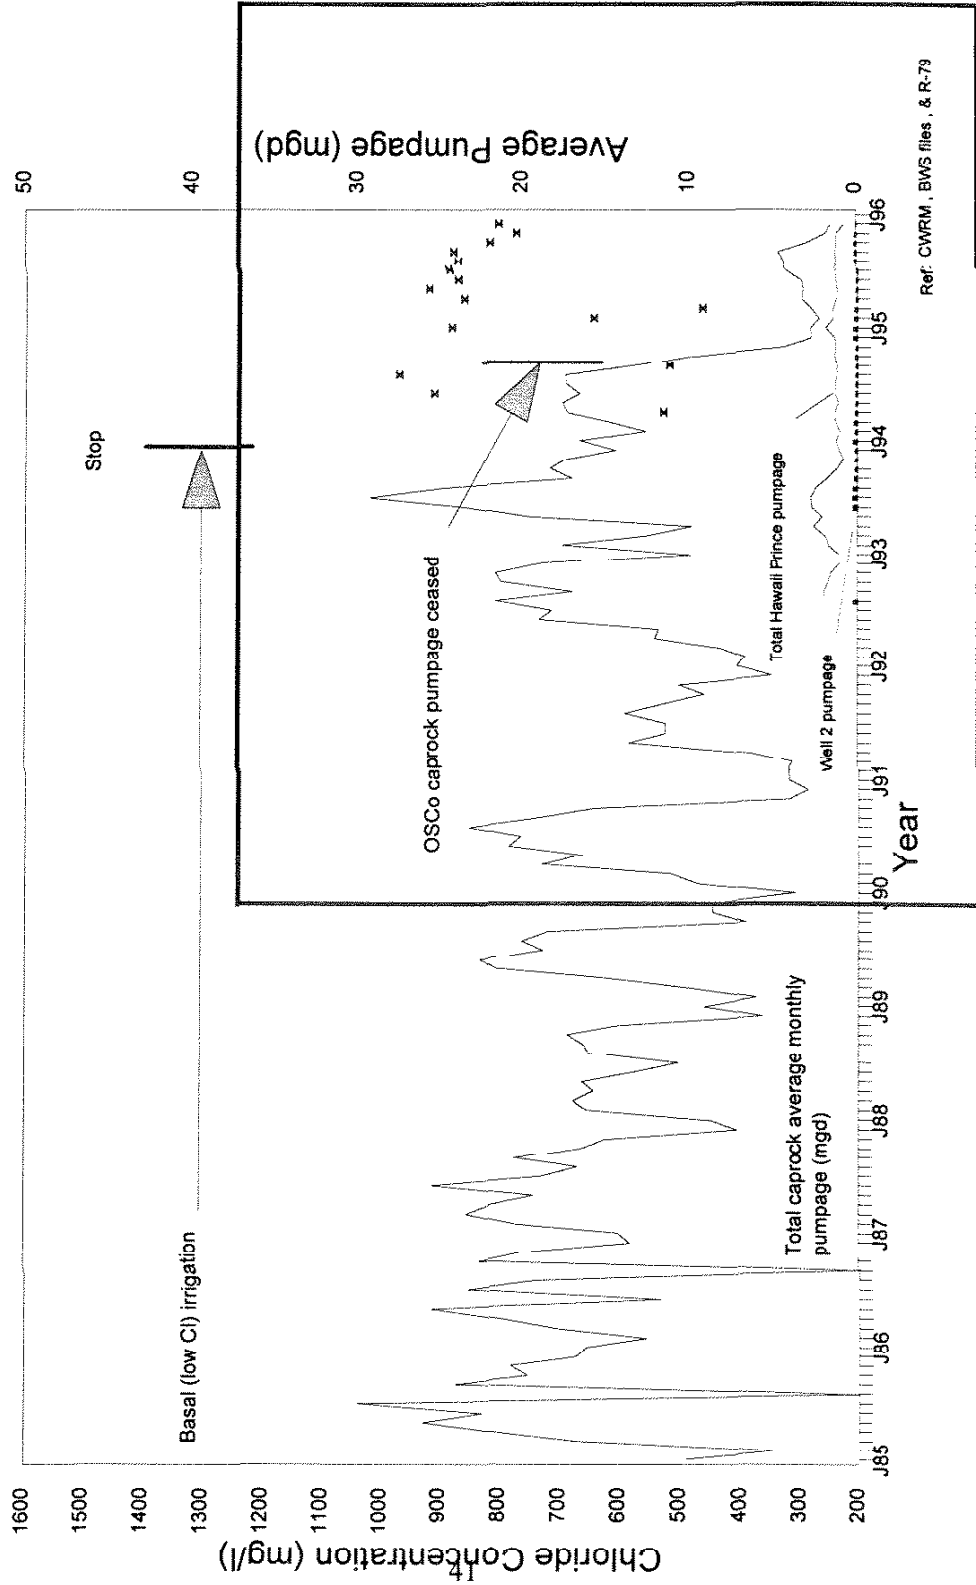 Chloride Concentration (mg/l)
1600
1500
1400
1300
1200
1100
1000
900
800
700
600
500
400
300
200
Basal (low Cl) irrigation
Stop
OSCo caprock pumpage ceased
Total caprock average monthly
pumpage (mgd)
Well 2 pumpage
Total Hawaii Prince pumpage
J85
J86
J87
J88
J89
J90
J91
J92
J93
J94
J95
J96
Year
50
40
30
20
10
0
Average Pumpage (mgd)
Ref: CWRM, BWS files, & R-79
41